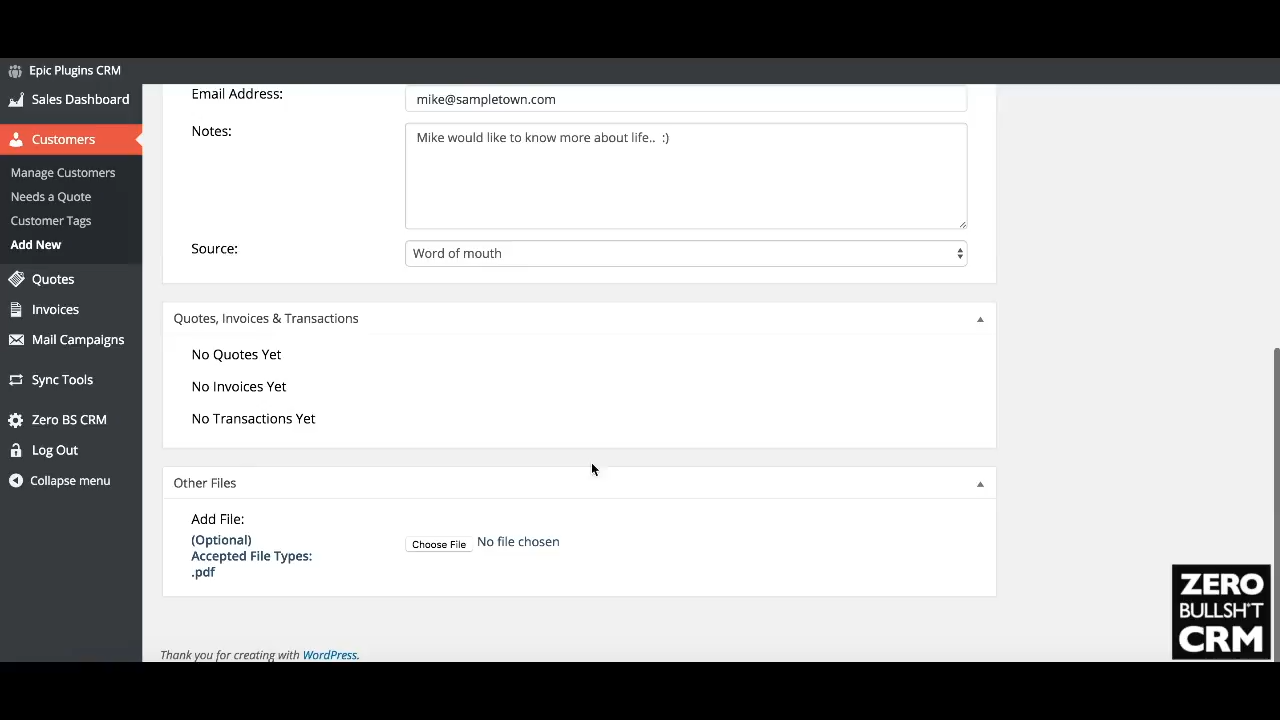 Epic Plugins CRM
Sales Dashboard
Customers
Manage Customers
Needs a Quote
Customer Tags
Add New
Quotes
Invoices
Mail Campaigns
Sync Tools
Zero BS CRM
Log Out
Collapse menu
Email Address:
mike@sampletown.com
Notes:
Mike would like to know more about life.. :)
Source:
Word of mouth
Quotes, Invoices & Transactions
No Quotes Yet
No Invoices Yet
No Transactions Yet
Other Files
Add File:
(Optional)
Accepted File Types:
.pdf
Choose File No file chosen
Thank you for creating with WordPress.
ZERO
BULLSH*T
CRM